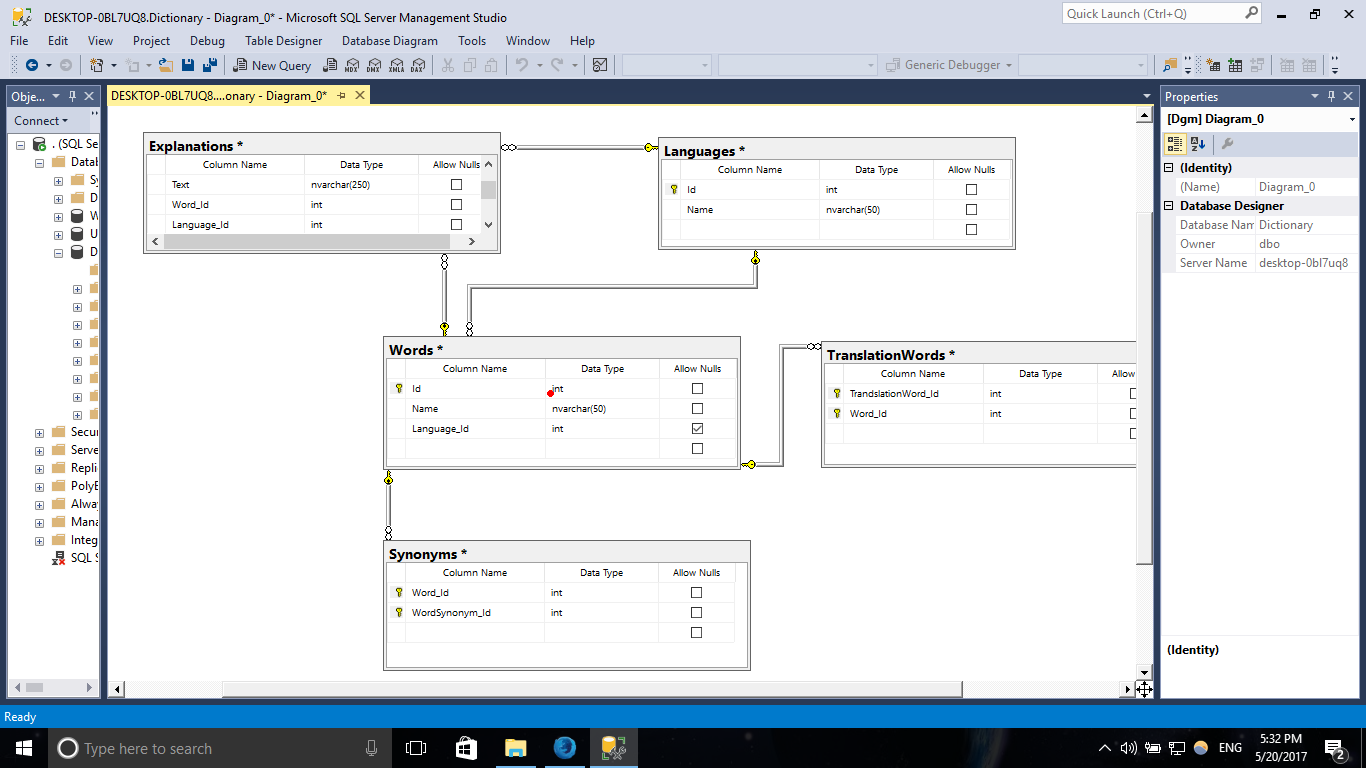 DESKTOP-0BL7UQ8.Dictionary - Diagram_0* - Microsoft SQL Server Management Studio
Quick Launch (Ctrl+Q)
File Edit View Project Debug Table Designer Database Diagram Tools Window Help
New Query MDX DMX XMLA DAX Generic Debugger
Obje...
DESKTOP-0BL7UQ8....onary - Diagram_0*
Connect
. (SQL Se
Datab
Sy
D
W
U
D
Secur
Serve
Repli
PolyB
Alway
Mana
Integ
SQL S
Explanations *
Column Name Data Type Allow Nulls
Text nvarchar(250)
Word_Id int
Language_Id int
Languages *
Column Name Data Type Allow Nulls
Id int
Name nvarchar(50)
Words *
Column Name Data Type Allow Nulls
Id int
Name nvarchar(50)
Language_Id int
TranslationWords *
Column Name Data Type Allow
TrandslationWord_Id int
Word_Id int
Synonyms *
Column Name Data Type Allow Nulls
Word_Id int
WordSynonym_Id int
Properties
[Dgm] Diagram_0
(Identity)
(Name) Diagram_0
Database Designer
Database Nam Dictionary
Owner dbo
Server Name desktop-0bl7uq8
(Identity)
Ready
Type here to search
ENG
5:32 PM
5/20/2017
2